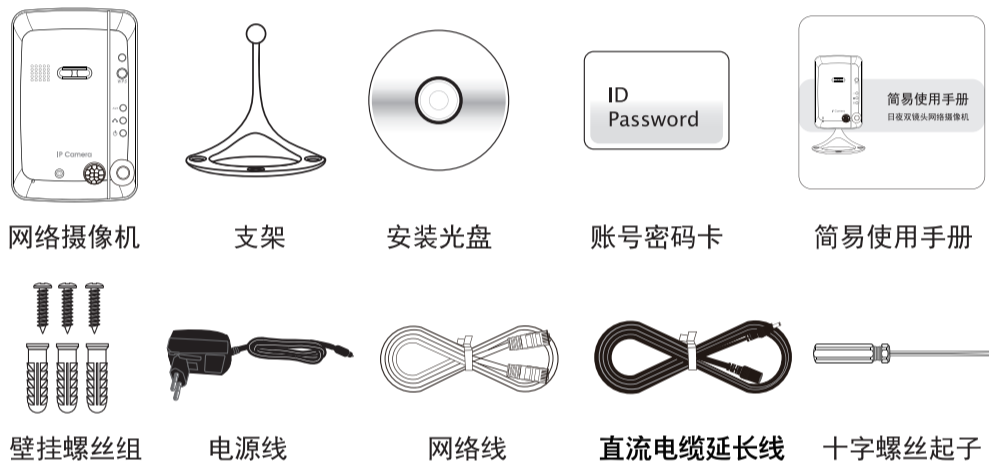 IP Camera
ID
Password
简易使用手册
日夜双镜头网络摄像机
网络摄像机
支架
安装光盘
账号密码卡
简易使用手册
壁挂螺丝组
电源线
网络线
直流电缆延长线
十字螺丝起子